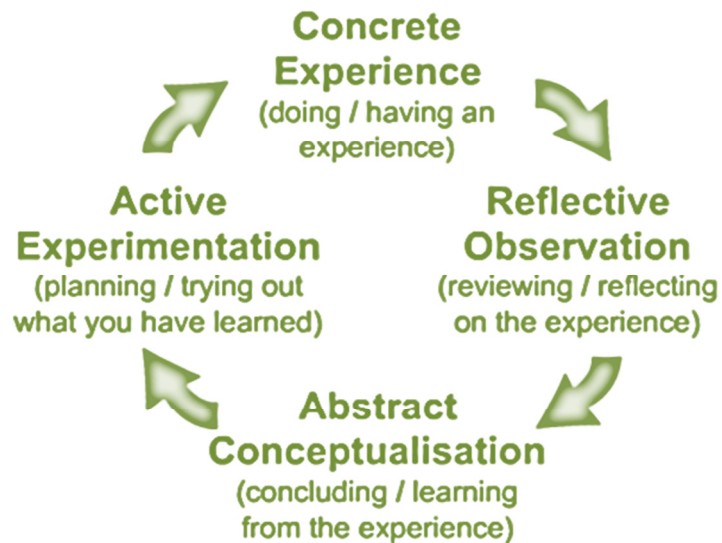 Concrete
Experience
(doing / having an
experience)
Reflective
Observation
(reviewing / reflecting
on the experience)
Abstract
Conceptualisation
(concluding / learning
from the experience)
Active
Experimentation
(planning / trying out
what you have learned)